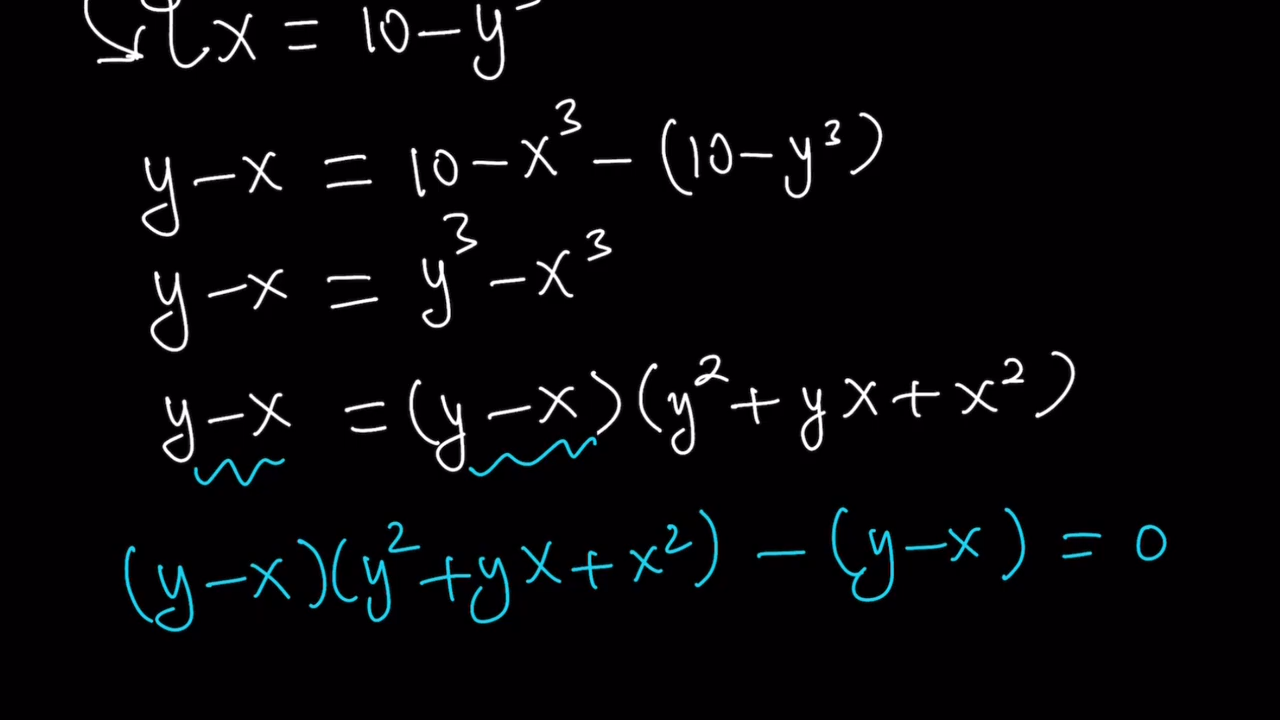 x = 10 - y³
y - x = 10 - x³ - (10 - y³)
y - x = y³ - x³
y - x = (y - x)(y² + yx + x²)
(y - x)(y² + yx + x²) - (y - x) = 0